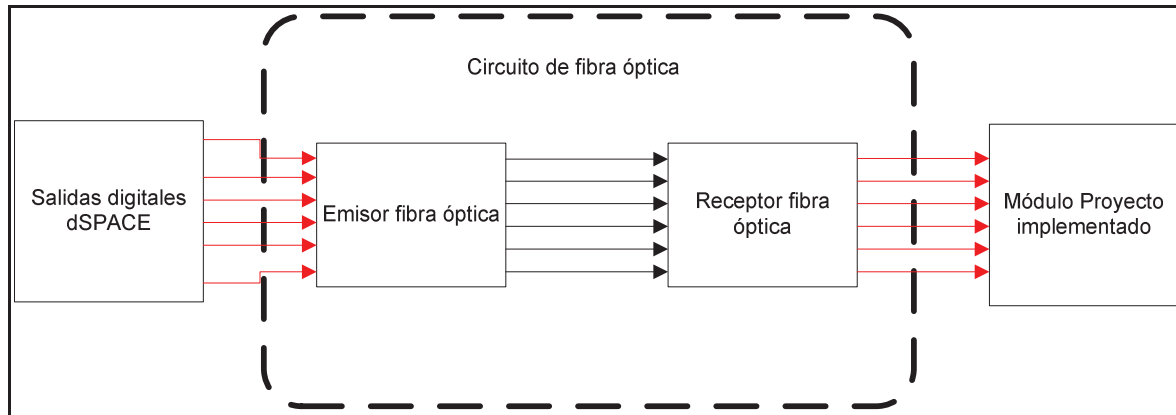 Circuito de fibra óptica
Salidas digitales
dSPACE
Emisor fibra óptica
Receptor fibra
óptica
Módulo Proyecto
implementado